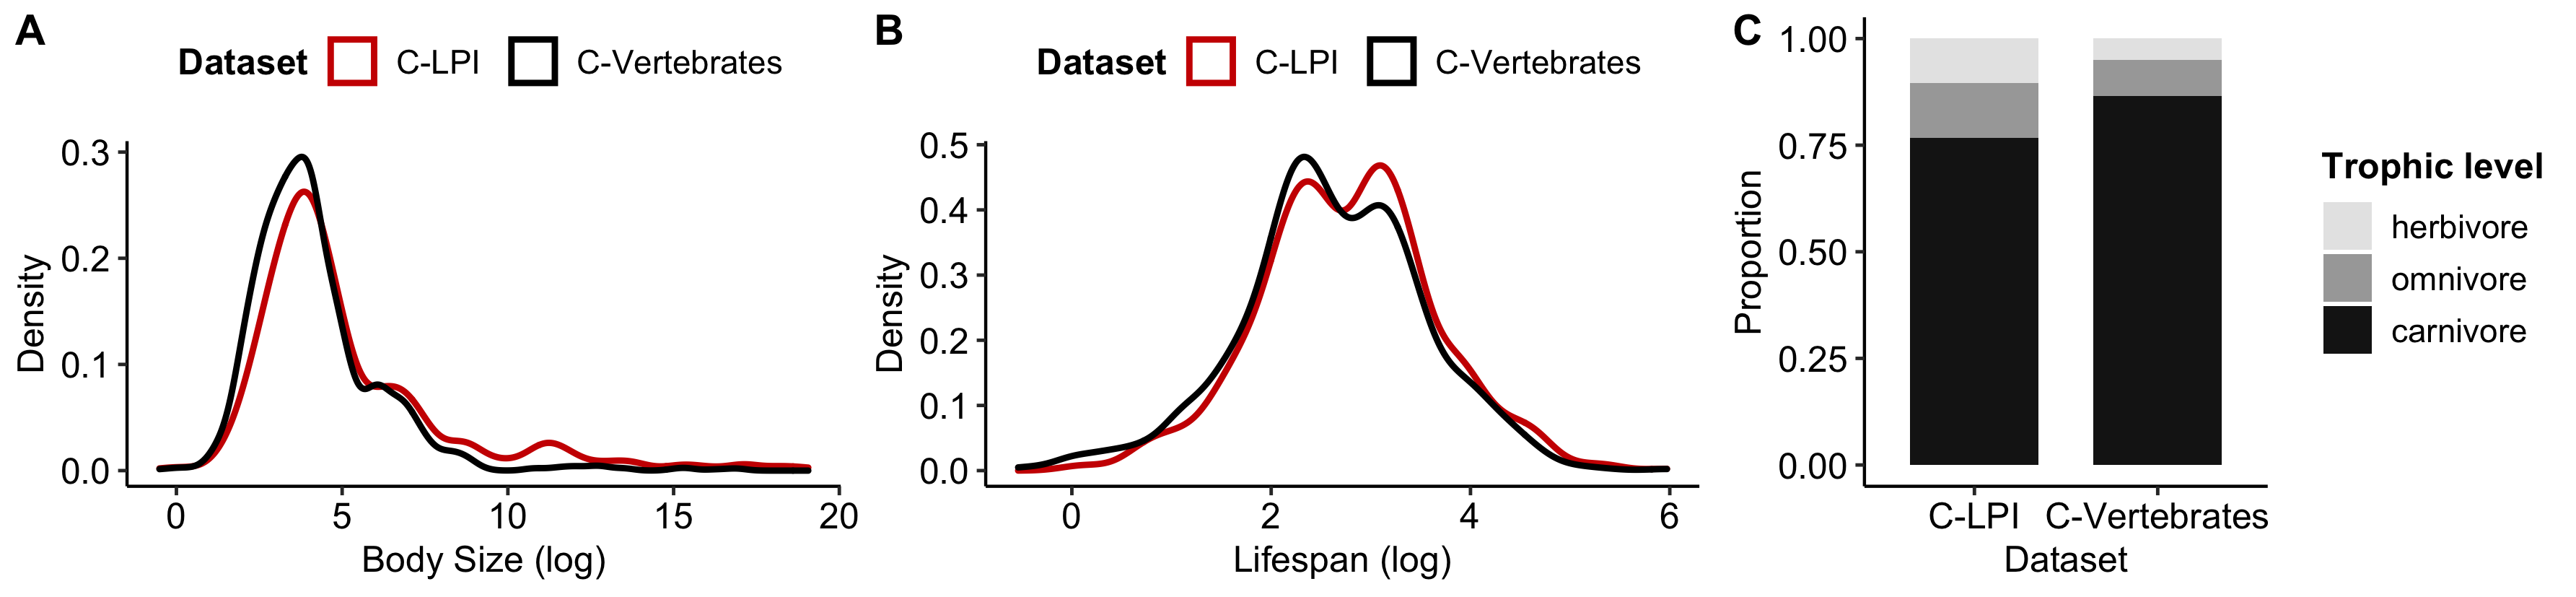 A
Dataset C-LPI C-Vertebrates
0.3
0.2
0.1
0.0
Density
0 5 10 15 20
Body Size (log)
B
Dataset C-LPI C-Vertebrates
0.5
0.4
0.3
0.2
0.1
0.0
Density
0 2 4 6
Lifespan (log)
C
1.00
0.75
0.50
0.25
0.00
Proportion
C-LPI C-Vertebrates
Dataset
Trophic level
herbivore
omnivore
carnivore